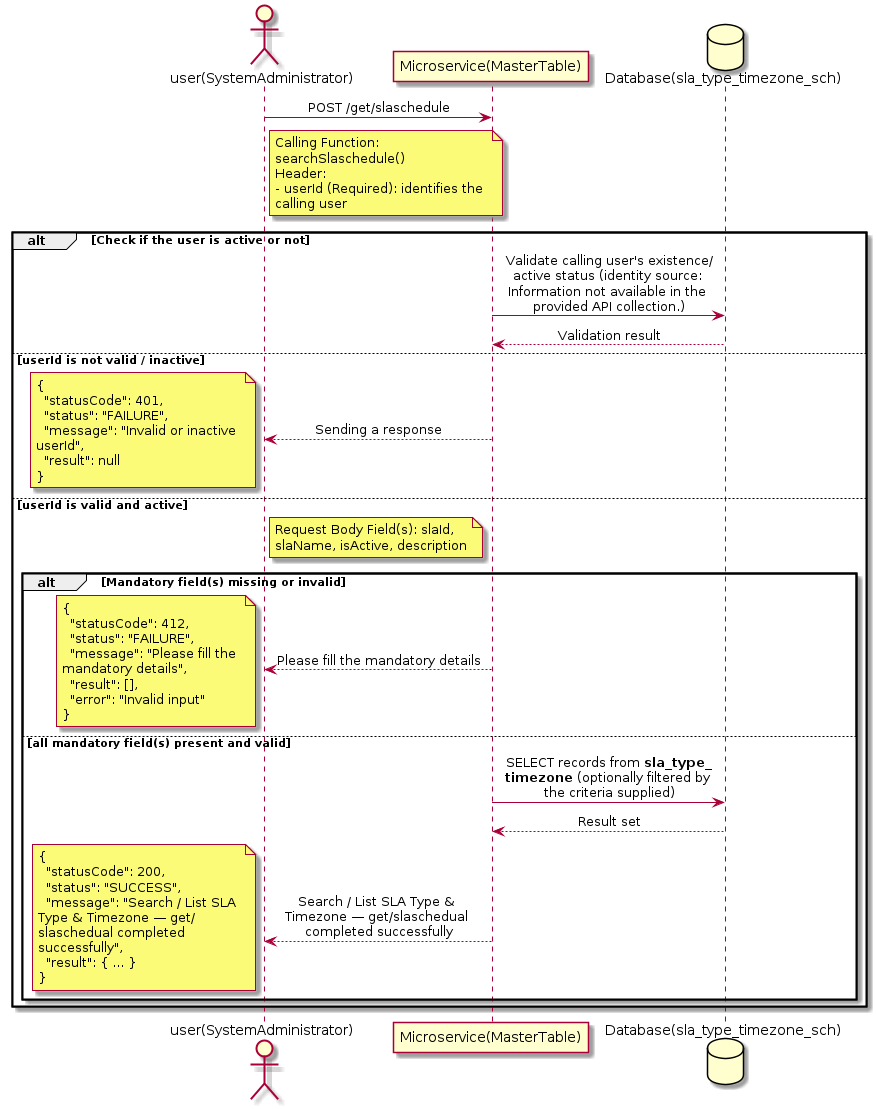 user(SystemAdministrator)
Microservice(MasterTable)
Database(sla_type_timezone_sch)
POST /get/slaschedule
Calling Function:
searchSlaschedule()
Header:
- userId (Required): identifies the
calling user
alt
[Check if the user is active or not]
Validate calling user's existence/
active status (identity source:
Information not available in the
provided API collection.)
Validation result
[userId is not valid / inactive]
{
"statusCode": 401,
"status": "FAILURE",
"message": "Invalid or inactive
userId",
"result": null
}
Sending a response
[userId is valid and active]
Request Body Field(s): slaId,
slaName, isActive, description
alt
[Mandatory field(s) missing or invalid]
{
"statusCode": 412,
"status": "FAILURE",
"message": "Please fill the
mandatory details",
"result": [],
"error": "Invalid input"
}
Please fill the mandatory details
[all mandatory field(s) present and valid]
SELECT records from sla_type_
timezone (optionally filtered by
the criteria supplied)
Result set
{
"statusCode": 200,
"status": "SUCCESS",
"message": "Search / List SLA
Type & Timezone — get/
slaschedual completed
successfully",
"result": { ... }
}
Search / List SLA Type &
Timezone — get/slaschedual
completed successfully
user(SystemAdministrator)
Microservice(MasterTable)
Database(sla_type_timezone_sch)